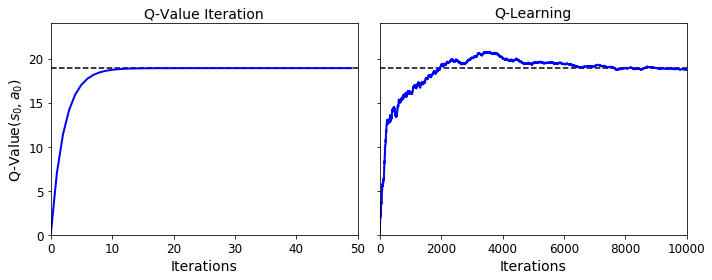 Q-Value Iteration
Q-Learning
Q-Value(s₀, a₀)
20
15
10
5
0
0 10 20 30 40 50
0 2000 4000 6000 8000 10000
Iterations
Iterations